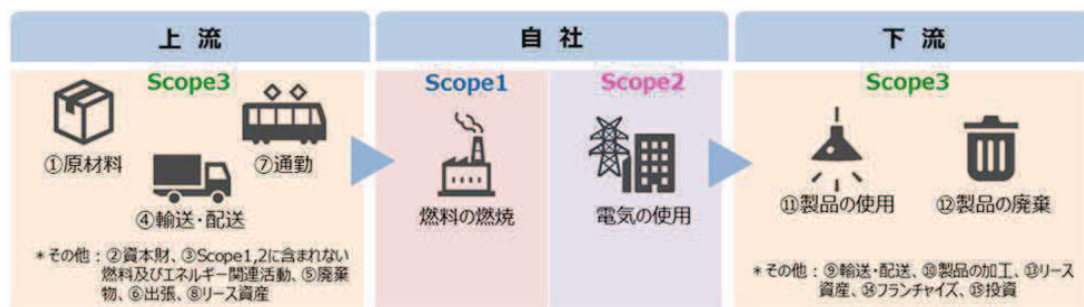 上 流
Scope3
①原材料
⑦通勤
④輸送・配送
＊その他：②資本財、③Scope1,2に含まれない
燃料及びエネルギー関連活動、⑤廃棄
物、⑥出張、⑧リース資産
自 社
Scope1
燃料の燃焼
Scope2
電気の使用
下 流
Scope3
⑪製品の使用
⑫製品の廃棄
＊その他：⑨輸送・配送、⑩製品の加工、⑬リース
資産、⑭フランチャイズ、⑮投資